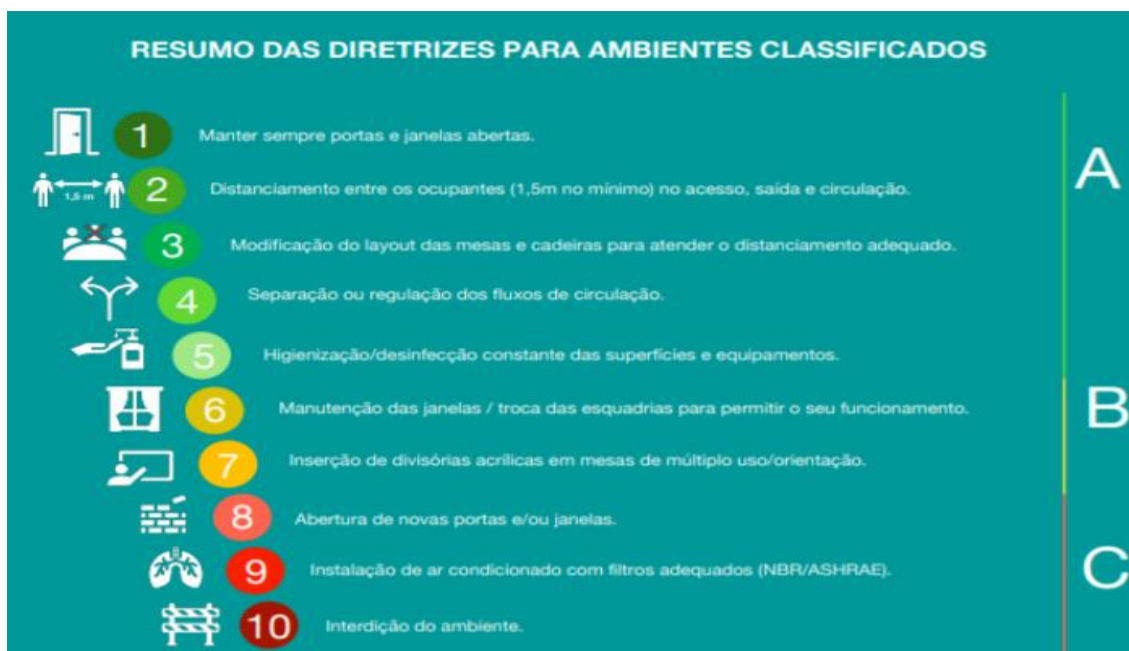 RESUMO DAS DIRETRIZES PARA AMBIENTES CLASSIFICADOS
1 Manter sempre portas e janelas abertas.
1,5 m 2 Distanciamento entre os ocupantes (1,5m no mínimo) no acesso, saída e circulação.
A
3 Modificação do layout das mesas e cadeiras para atender o distanciamento adequado.
4 Separação ou regulação dos fluxos de circulação.
5 Higienização/desinfecção constante das superfícies e equipamentos.
6 Manutenção das janelas / troca das esquadrias para permitir o seu funcionamento.
B
7 Inserção de divisórias acrílicas em mesas de múltiplo uso/orientação.
8 Abertura de novas portas e/ou janelas.
9 Instalação de ar condicionado com filtros adequados (NBR/ASHRAE).
C
10 Interdição do ambiente.